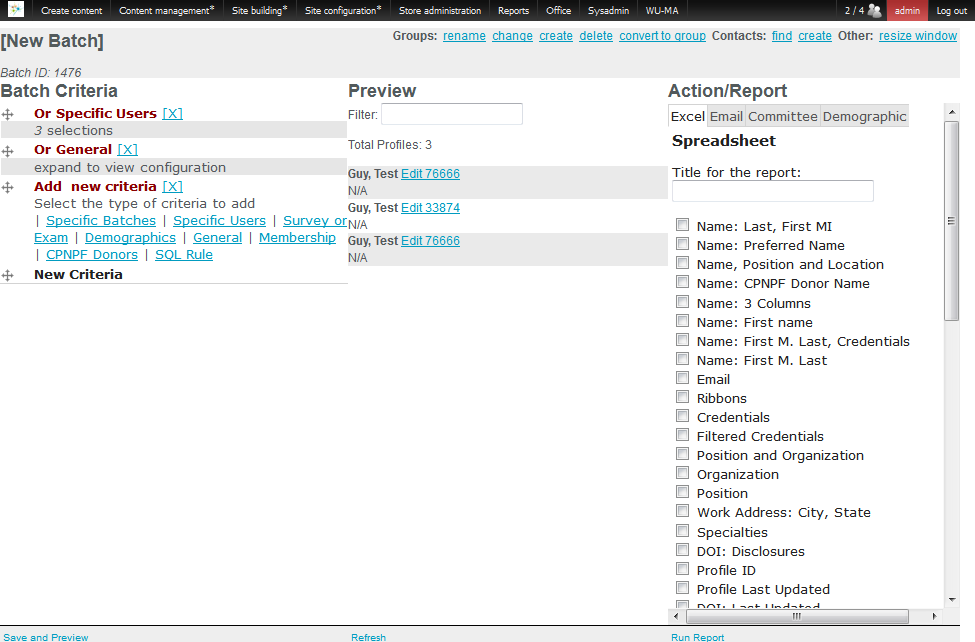 Create content Content management* Site building* Site configuration* Store administration Reports Office Sysadmin WU-MA 2 / 4 admin Log out
[New Batch]
Groups: rename change create delete convert to group Contacts: find create Other: resize window
Batch ID: 1476
Batch Criteria
Or Specific Users [X]
3 selections
Or General [X]
expand to view configuration
Add new criteria [X]
Select the type of criteria to add
| Specific Batches | Specific Users | Survey or
Exam | Demographics | General | Membership
| CPNPF Donors | SQL Rule
New Criteria
Preview
Filter:
Total Profiles: 3
Guy, Test Edit 76666
N/A
Guy, Test Edit 33874
N/A
Guy, Test Edit 76666
N/A
Action/Report
Excel Email Committee Demographic
Spreadsheet
Title for the report:
Name: Last, First MI
Name: Preferred Name
Name, Position and Location
Name: CPNPF Donor Name
Name: 3 Columns
Name: First name
Name: First M. Last, Credentials
Name: First M. Last
Email
Ribbons
Credentials
Filtered Credentials
Position and Organization
Organization
Position
Work Address: City, State
Specialties
DOI: Disclosures
Profile ID
Profile Last Updated
DOI: Last Updated
Save and Preview Refresh Run Report